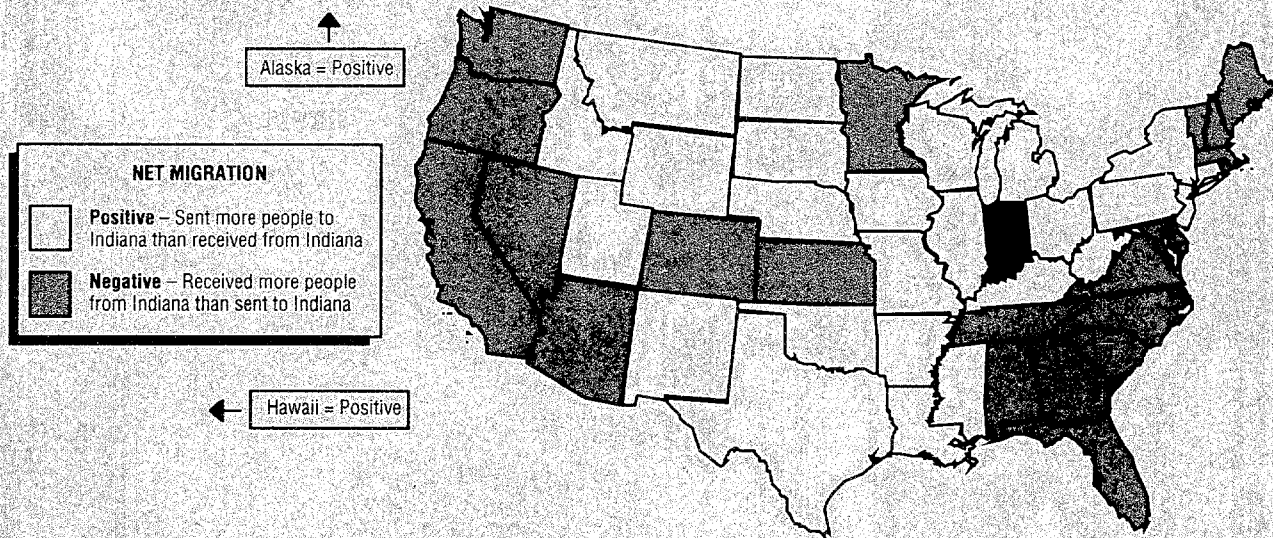 Alaska = Positive
NET MIGRATION
Positive – Sent more people to
Indiana than received from Indiana
Negative – Received more people
from Indiana than sent to Indiana
Hawaii = Positive